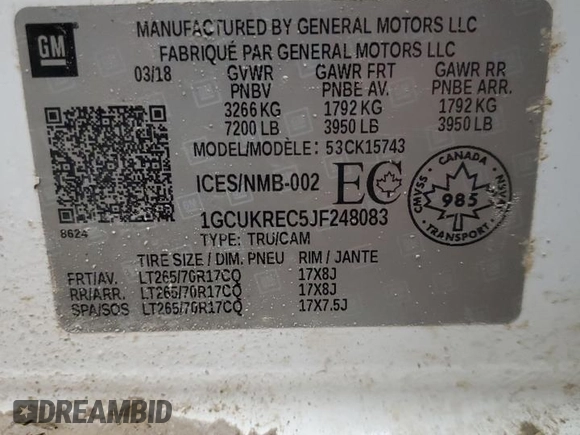 GM
MANUFACTURED BY GENERAL MOTORS LLC
FABRIQUÉ PAR GENERAL MOTORS LLC
03/18 GVWR GAWR FRT GAWR RR
PNBV PNBE AV. PNBE ARR.
3266 KG 1792 KG 1792 KG
7200 LB 3950 LB 3950 LB
MODEL/MODÈLE: 53CK15743
ICES/NMB-002 EC
CANADA
CMVSS
985
NSVAC
TRANSPORT
8624
1GCUKREC5JF248083
TYPE: TRU/CAM
TIRE SIZE / DIM. PNEU RIM / JANTE
FRT/AV. LT265/70R17CQ 17X8J
RR/ARR. LT265/70R17CQ 17X8J
SPA/SOS LT265/70R17CQ 17X7.5J
DREAMBID